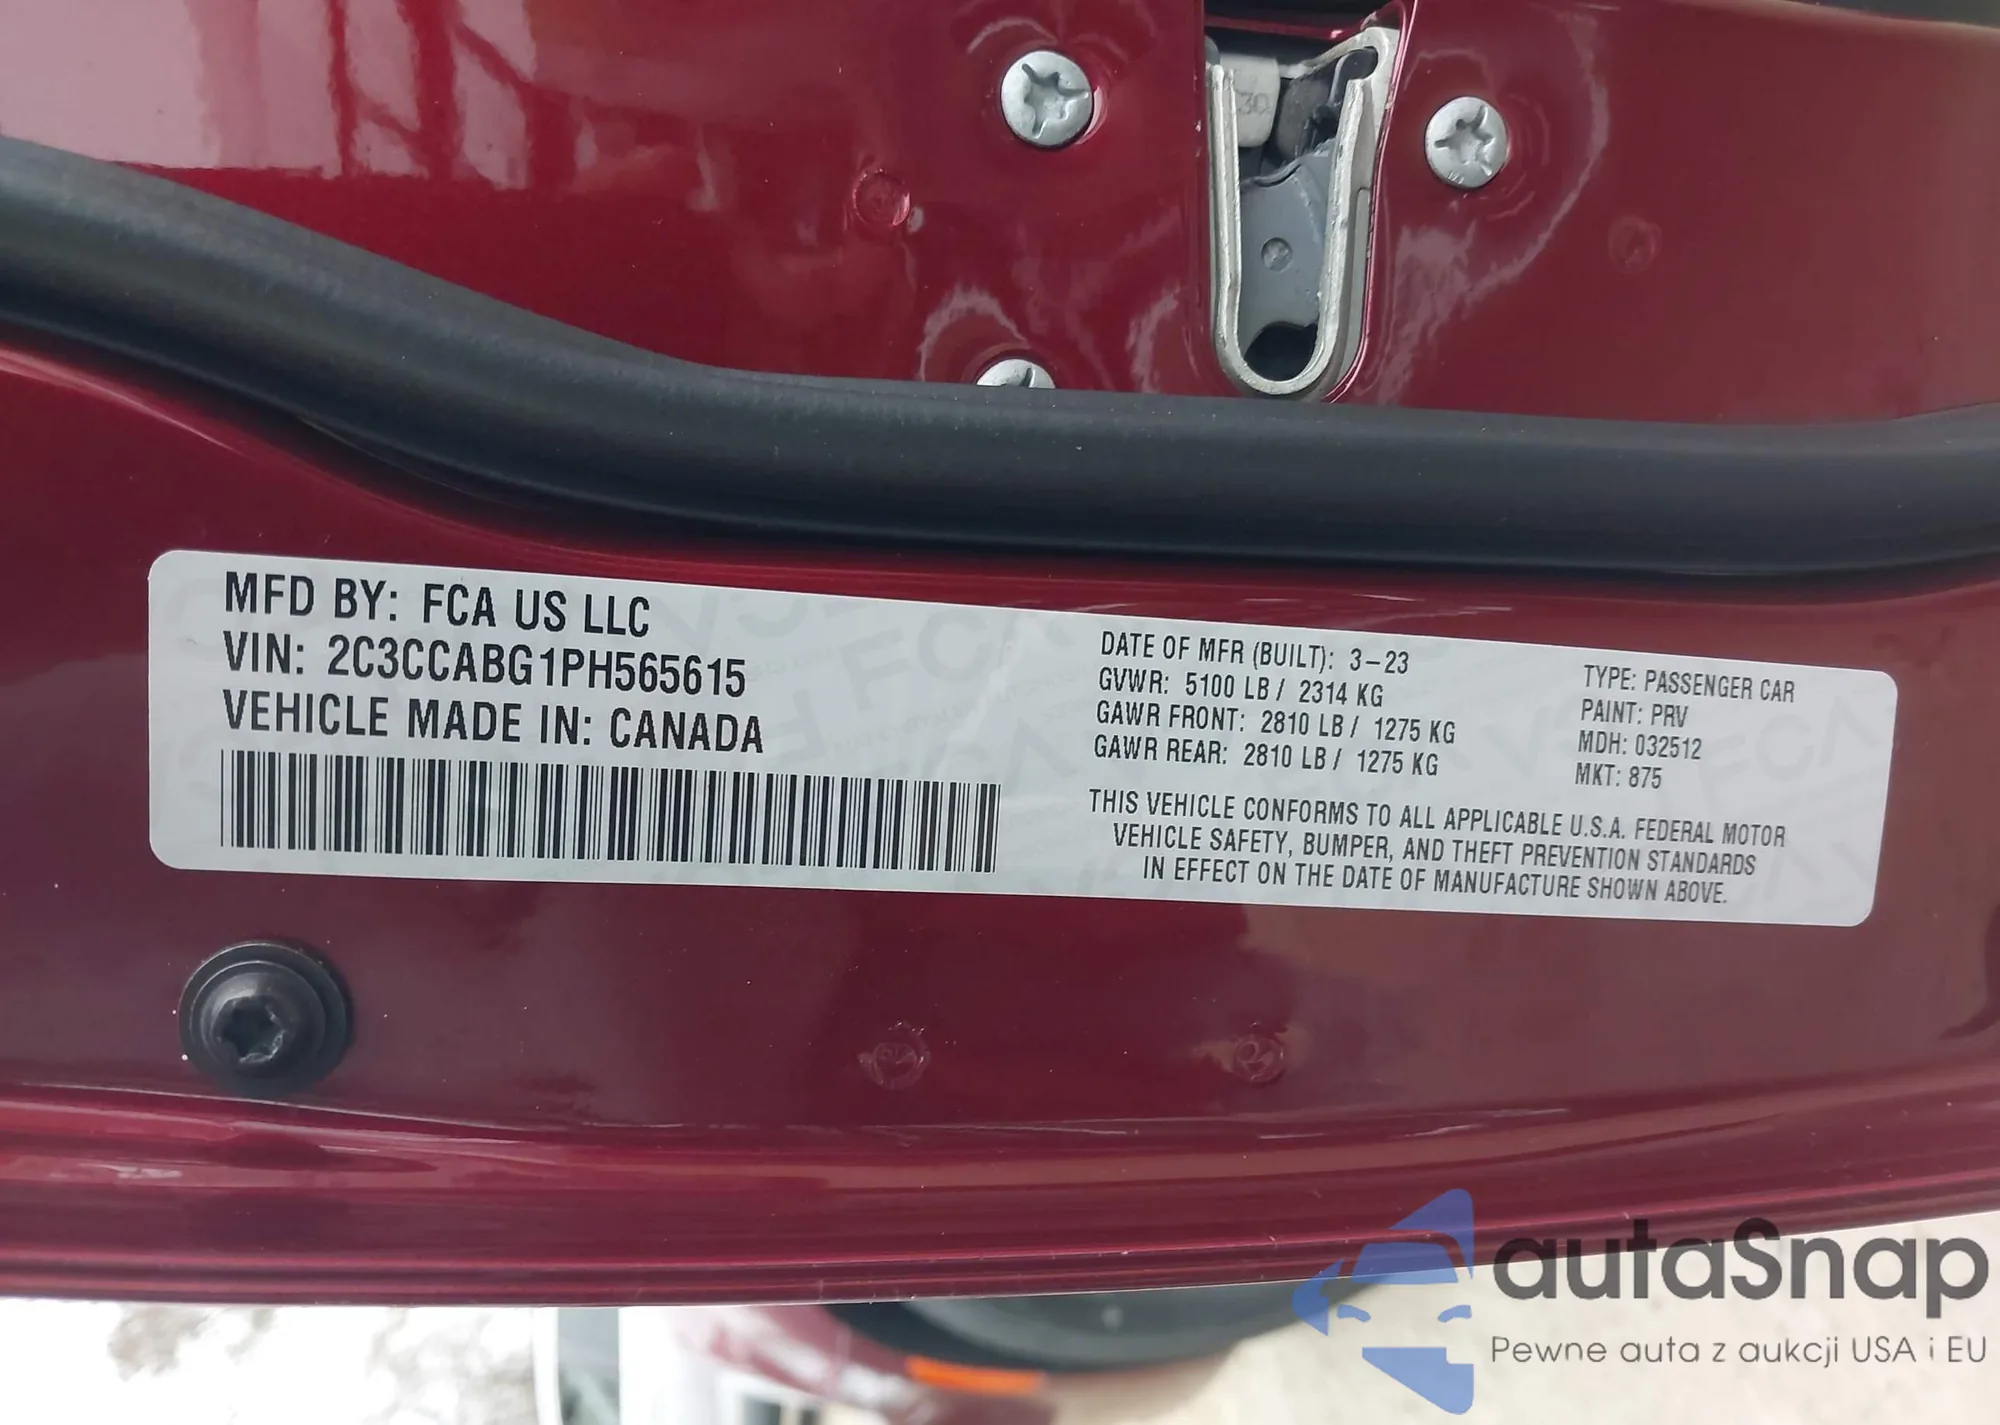 MFD BY: FCA US LLC
VIN: 2C3CCABG1PH565615
VEHICLE MADE IN: CANADA
DATE OF MFR (BUILT): 3-23
GVWR: 5100 LB / 2314 KG
GAWR FRONT: 2810 LB / 1275 KG
GAWR REAR: 2810 LB / 1275 KG
TYPE: PASSENGER CAR
PAINT: PRV
MDH: 032512
MKT: 875
THIS VEHICLE CONFORMS TO ALL APPLICABLE U.S.A. FEDERAL MOTOR
VEHICLE SAFETY, BUMPER, AND THEFT PREVENTION STANDARDS
IN EFFECT ON THE DATE OF MANUFACTURE SHOWN ABOVE.
autaSnap
Pewne auta z aukcji USA i EU